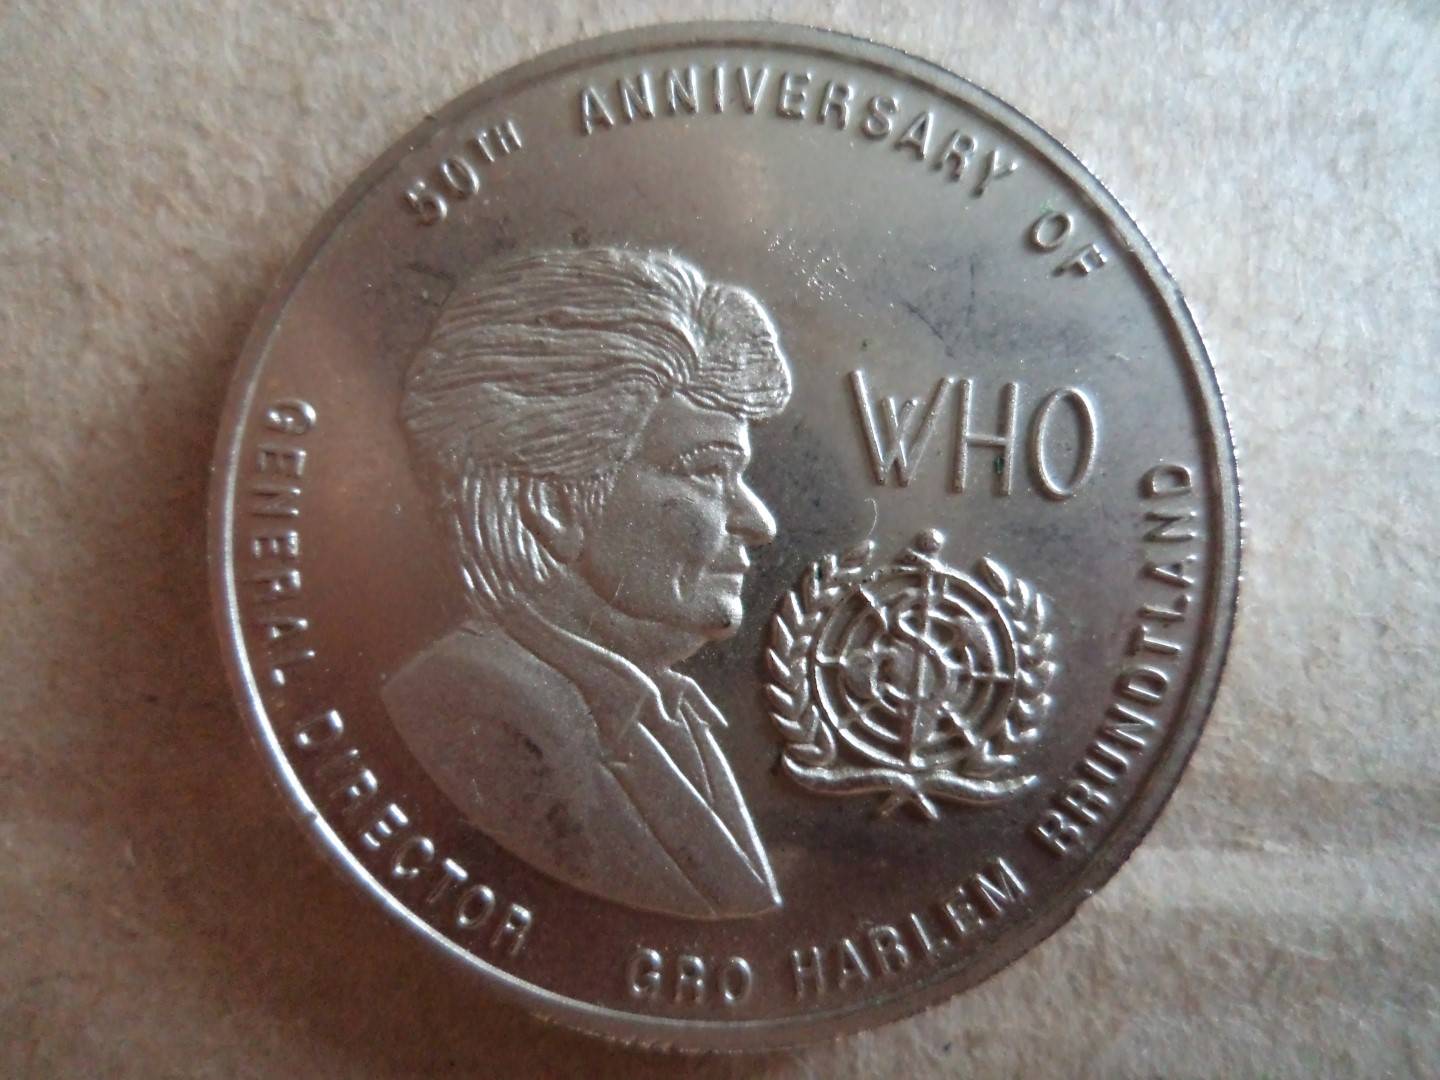 50TH ANNIVERSARY OF
WHO
GENERAL DIRECTOR GRO HARLEM BRUNDTLAND